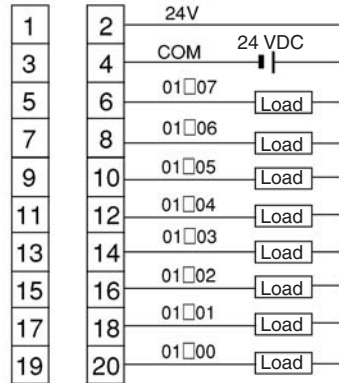 1 2 24V
3 4 COM 24 VDC
5 6 01□07 Load
7 8 01□06 Load
9 10 01□05 Load
11 12 01□04 Load
13 14 01□03 Load
15 16 01□02 Load
17 18 01□01 Load
19 20 01□00 Load